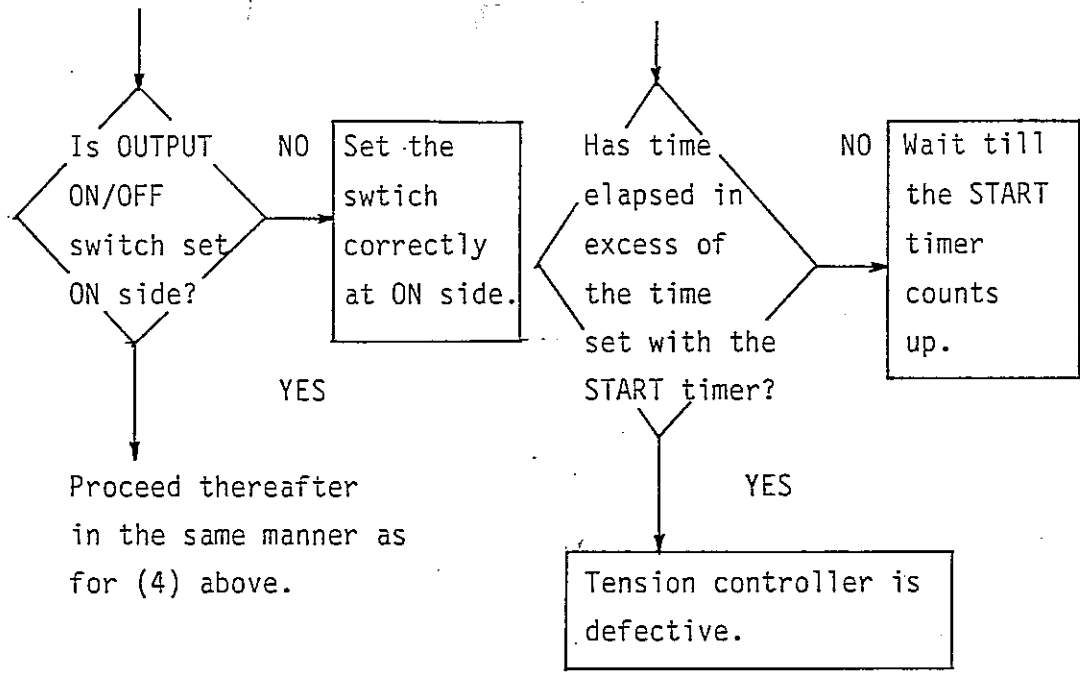 Is OUTPUT
ON/OFF
switch set
ON side?
NO
Set the
swtich
correctly
at ON side.
YES
Proceed thereafter
in the same manner as
for (4) above.
Has time
elapsed in
excess of
the time
set with the
START timer?
NO
Wait till
the START
timer
counts
up.
YES
Tension controller is
defective.